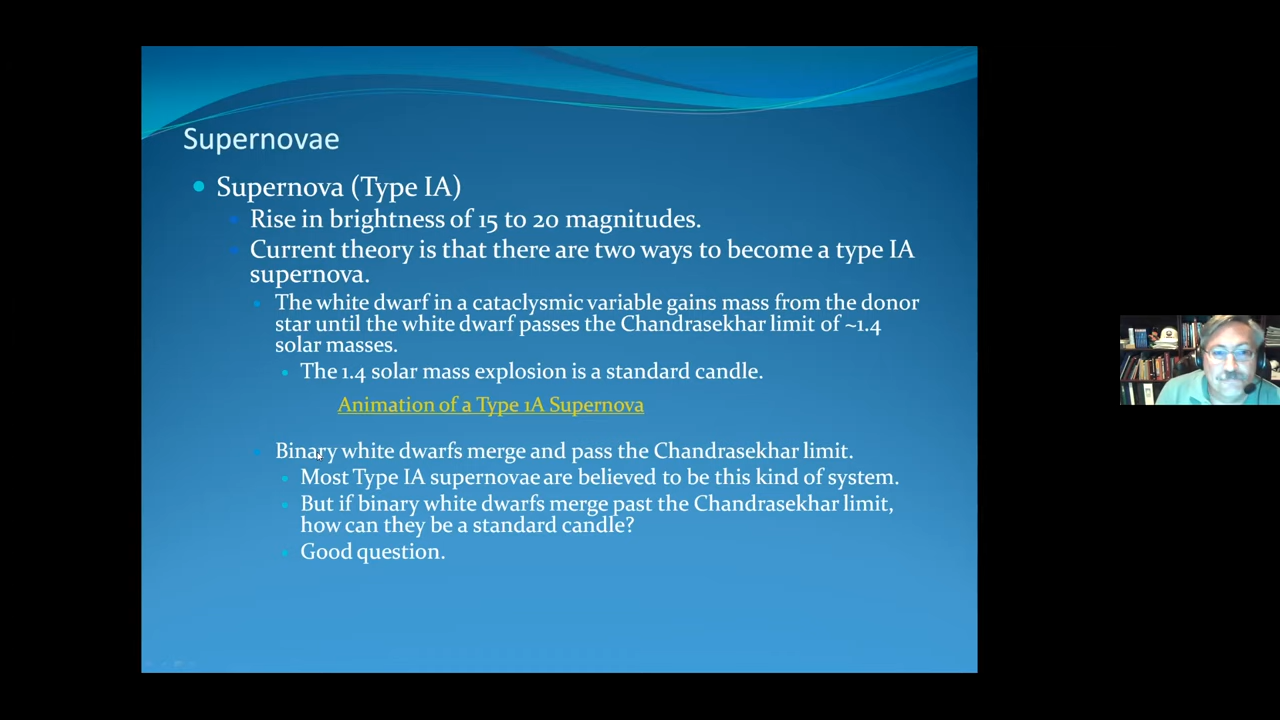 Supernovae
Supernova (Type IA)
Rise in brightness of 15 to 20 magnitudes.
Current theory is that there are two ways to become a type IA
supernova.
The white dwarf in a cataclysmic variable gains mass from the donor
star until the white dwarf passes the Chandrasekhar limit of ~1.4
solar masses.
The 1.4 solar mass explosion is a standard candle.
Animation of a Type 1A Supernova
Binary white dwarfs merge and pass the Chandrasekhar limit.
Most Type IA supernovae are believed to be this kind of system.
But if binary white dwarfs merge past the Chandrasekhar limit,
how can they be a standard candle?
Good question.